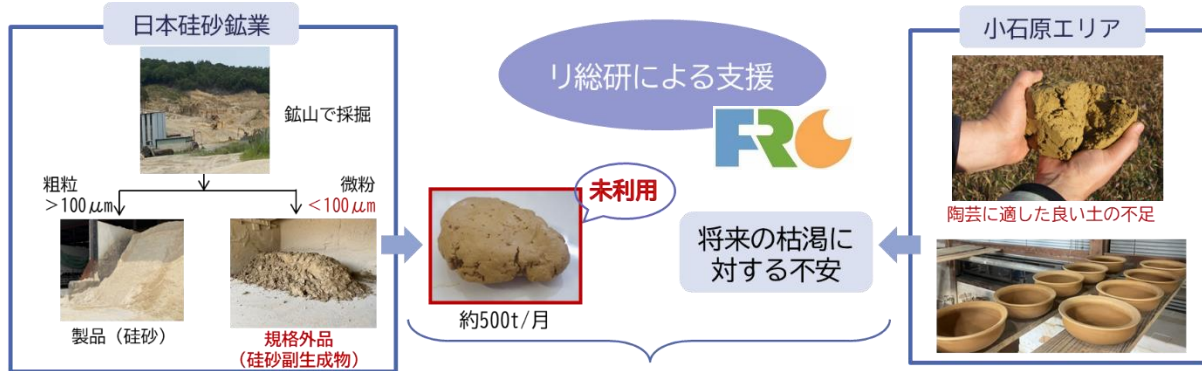 日本硅砂鉱業
鉱山で採掘
粗粒
>100μm
微粉
<100μm
製品（硅砂）
規格外品
（硅砂副生成物）
リ総研による支援
FRC
未利用
約500t/月
将来の枯渇に
対する不安
小石原エリア
陶芸に適した良い土の不足